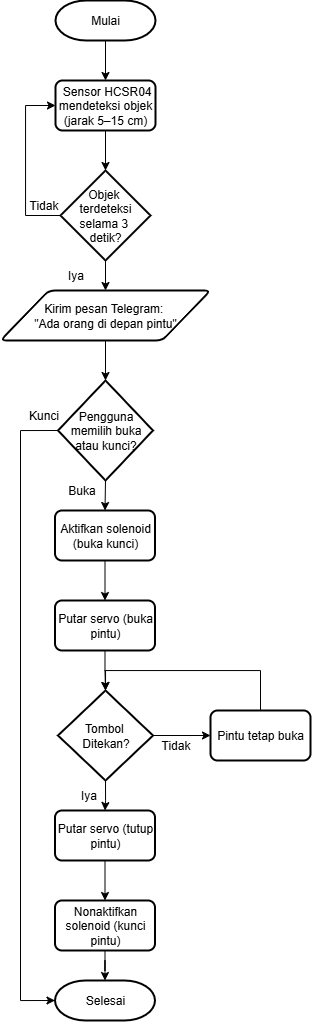 Mulai
Sensor HCSR04
mendeteksi objek
(jarak 5–15 cm)
Objek
terdeteksi
selama 3
detik?
Tidak
Iya
Kirim pesan Telegram:
"Ada orang di depan pintu"
Pengguna
memilih buka
atau kunci?
Kunci
Buka
Aktifkan solenoid
(buka kunci)
Putar servo (buka
pintu)
Tombol
Ditekan?
Tidak
Pintu tetap buka
Iya
Putar servo (tutup
pintu)
Nonaktifkan
solenoid (kunci
pintu)
Selesai